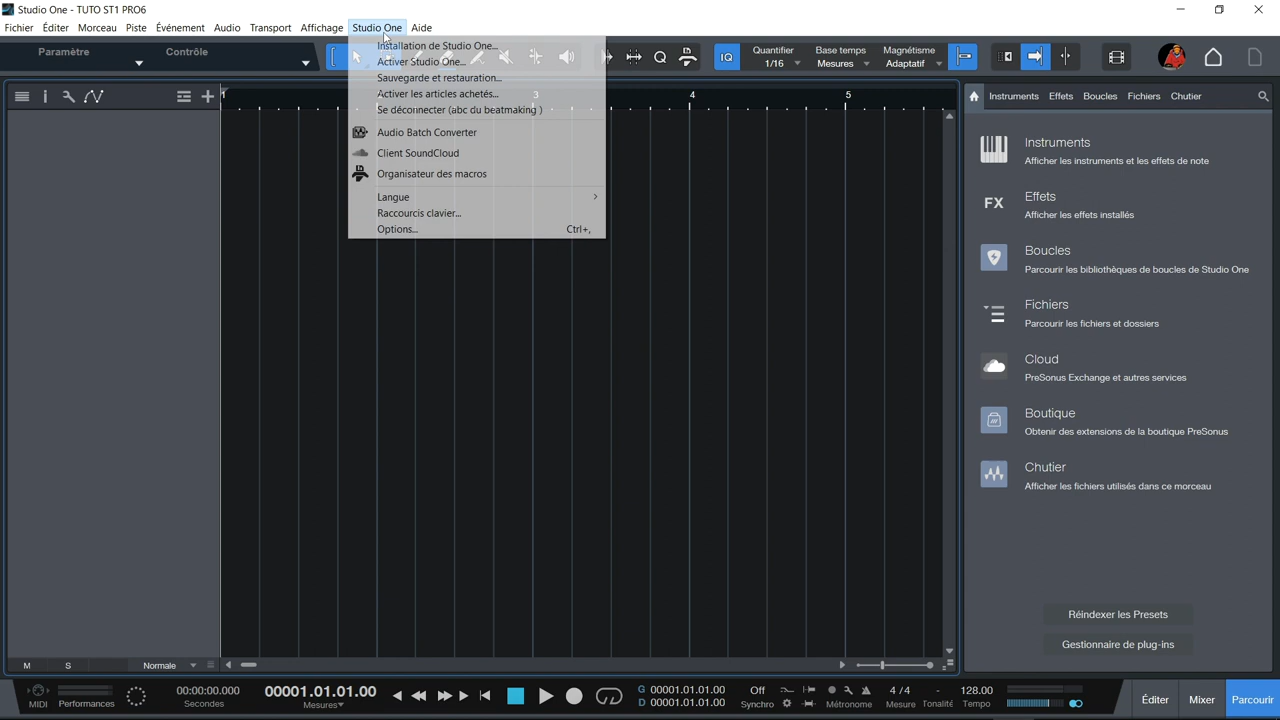 Studio One - TUTO ST1 PRO6
Fichier Éditer Morceau Piste Événement Audio Transport Affichage Studio One Aide
Paramètre Contrôle
IQ Quantifier 1/16 Base temps Mesures Magnétisme Adaptatif
Installation de Studio One...
Activer Studio One...
Sauvegarde et restauration...
Activer les articles achetés...
Se déconnecter (abc du beatmaking )
Audio Batch Converter
Client SoundCloud
Organisateur des macros
Langue
Raccourcis clavier...
Options... Ctrl+,
1 3 4 5
Instruments Effets Boucles Fichiers Chutier
Instruments
Afficher les instruments et les effets de note
FX
Effets
Afficher les effets installés
Boucles
Parcourir les bibliothèques de boucles de Studio One
Fichiers
Parcourir les fichiers et dossiers
Cloud
PreSonus Exchange et autres services
Boutique
Obtenir des extensions de la boutique PreSonus
Chutier
Afficher les fichiers utilisés dans ce morceau
Réindexer les Presets
Gestionnaire de plug-ins
M S Normale
MIDI Performances
00:00:00.000
Secondes
00001.01.01.00
Mesures
G 00001.01.01.00
D 00001.01.01.00
Off
Synchro
Métronome
4 / 4
Mesure
-
Tonalité
128.00
Tempo
Éditer Mixer Parcourir